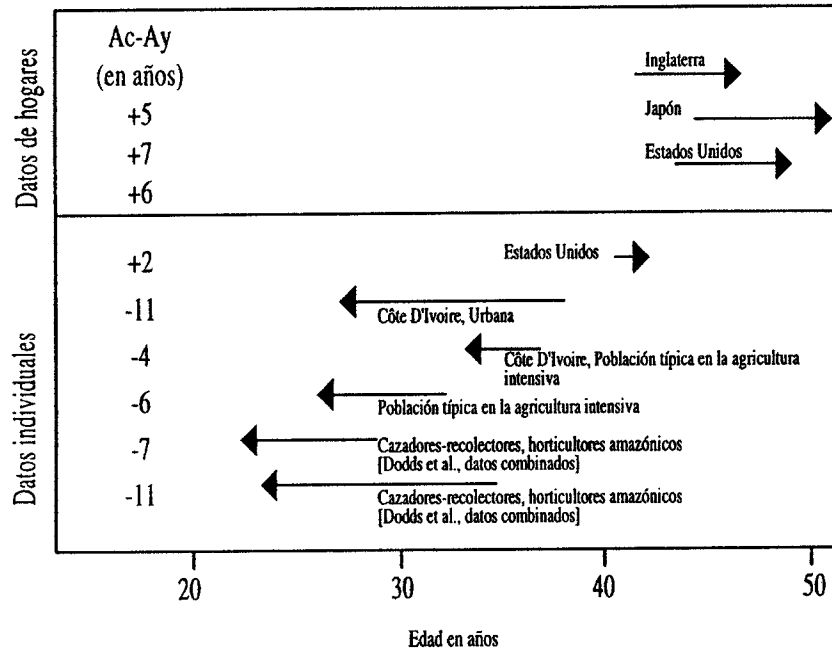 Datos de hogares
Ac-Ay
(en años)
+5
+7
+6
Inglaterra
Japón
Estados Unidos
Datos individuales
+2
-11
-4
-6
-7
-11
Estados Unidos
Côte D'Ivoire, Urbana
Côte D'Ivoire, Población típica en la agricultura
intensiva
Población típica en la agricultura intensiva
Cazadores-recolectores, horticultores amazónicos
[Dodds et al., datos combinados]
Cazadores-recolectores, horticultores amazónicos
[Dodds et al., datos combinados]
20
30
40
50
Edad en años